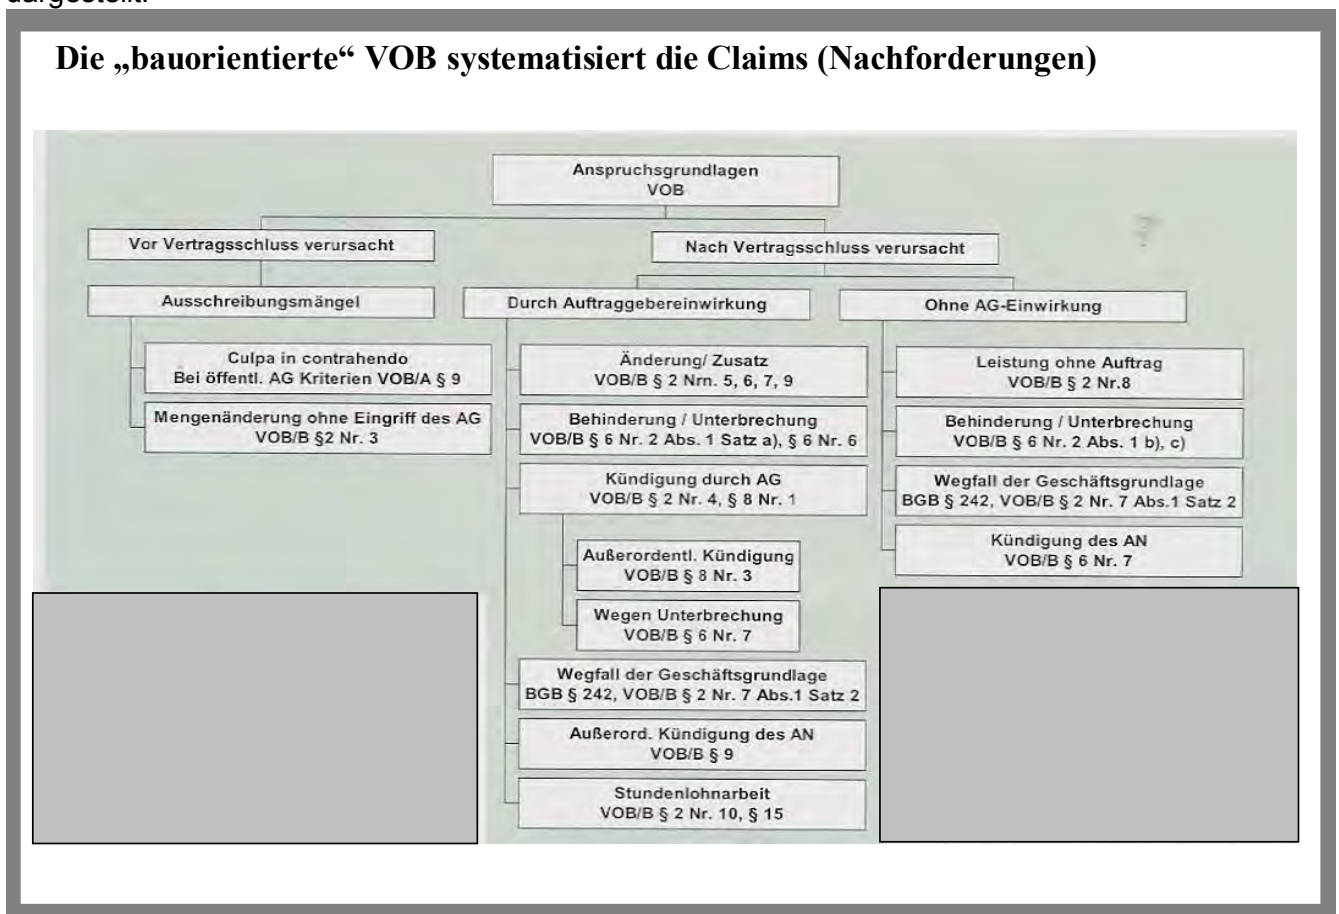 dargestellt.
Die „bauorientierte“ VOB systematisiert die Claims (Nachforderungen)
Anspruchsgrundlagen
VOB
Vor Vertragsschluss verursacht
Nach Vertragsschluss verursacht
Ausschreibungsmängel
Durch Auftraggebereinwirkung
Ohne AG-Einwirkung
Culpa in contrahendo
Bei öffentl. AG Kriterien VOB/A § 9
Mengenänderung ohne Eingriff des AG
VOB/B §2 Nr. 3
Änderung/ Zusatz
VOB/B § 2 Nrn. 5, 6, 7, 9
Behinderung / Unterbrechung
VOB/B § 6 Nr. 2 Abs. 1 Satz a), § 6 Nr. 6
Kündigung durch AG
VOB/B § 2 Nr. 4, § 8 Nr. 1
Außerordentl. Kündigung
VOB/B § 8 Nr. 3
Wegen Unterbrechung
VOB/B § 6 Nr. 7
Wegfall der Geschäftsgrundlage
BGB § 242, VOB/B § 2 Nr. 7 Abs.1 Satz 2
Außerord. Kündigung des AN
VOB/B § 9
Stundenlohnarbeit
VOB/B § 2 Nr. 10, § 15
Leistung ohne Auftrag
VOB/B § 2 Nr.8
Behinderung / Unterbrechung
VOB/B § 6 Nr. 2 Abs. 1 b), c)
Wegfall der Geschäftsgrundlage
BGB § 242, VOB/B § 2 Nr. 7 Abs.1 Satz 2
Kündigung des AN
VOB/B § 6 Nr. 7